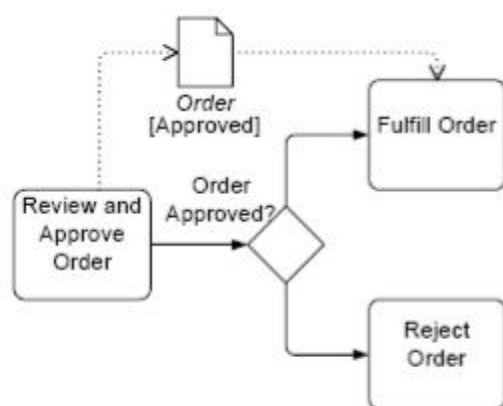 Order
[Approved]
Fulfill Order
Order
Approved?
Review and
Approve
Order
Reject
Order